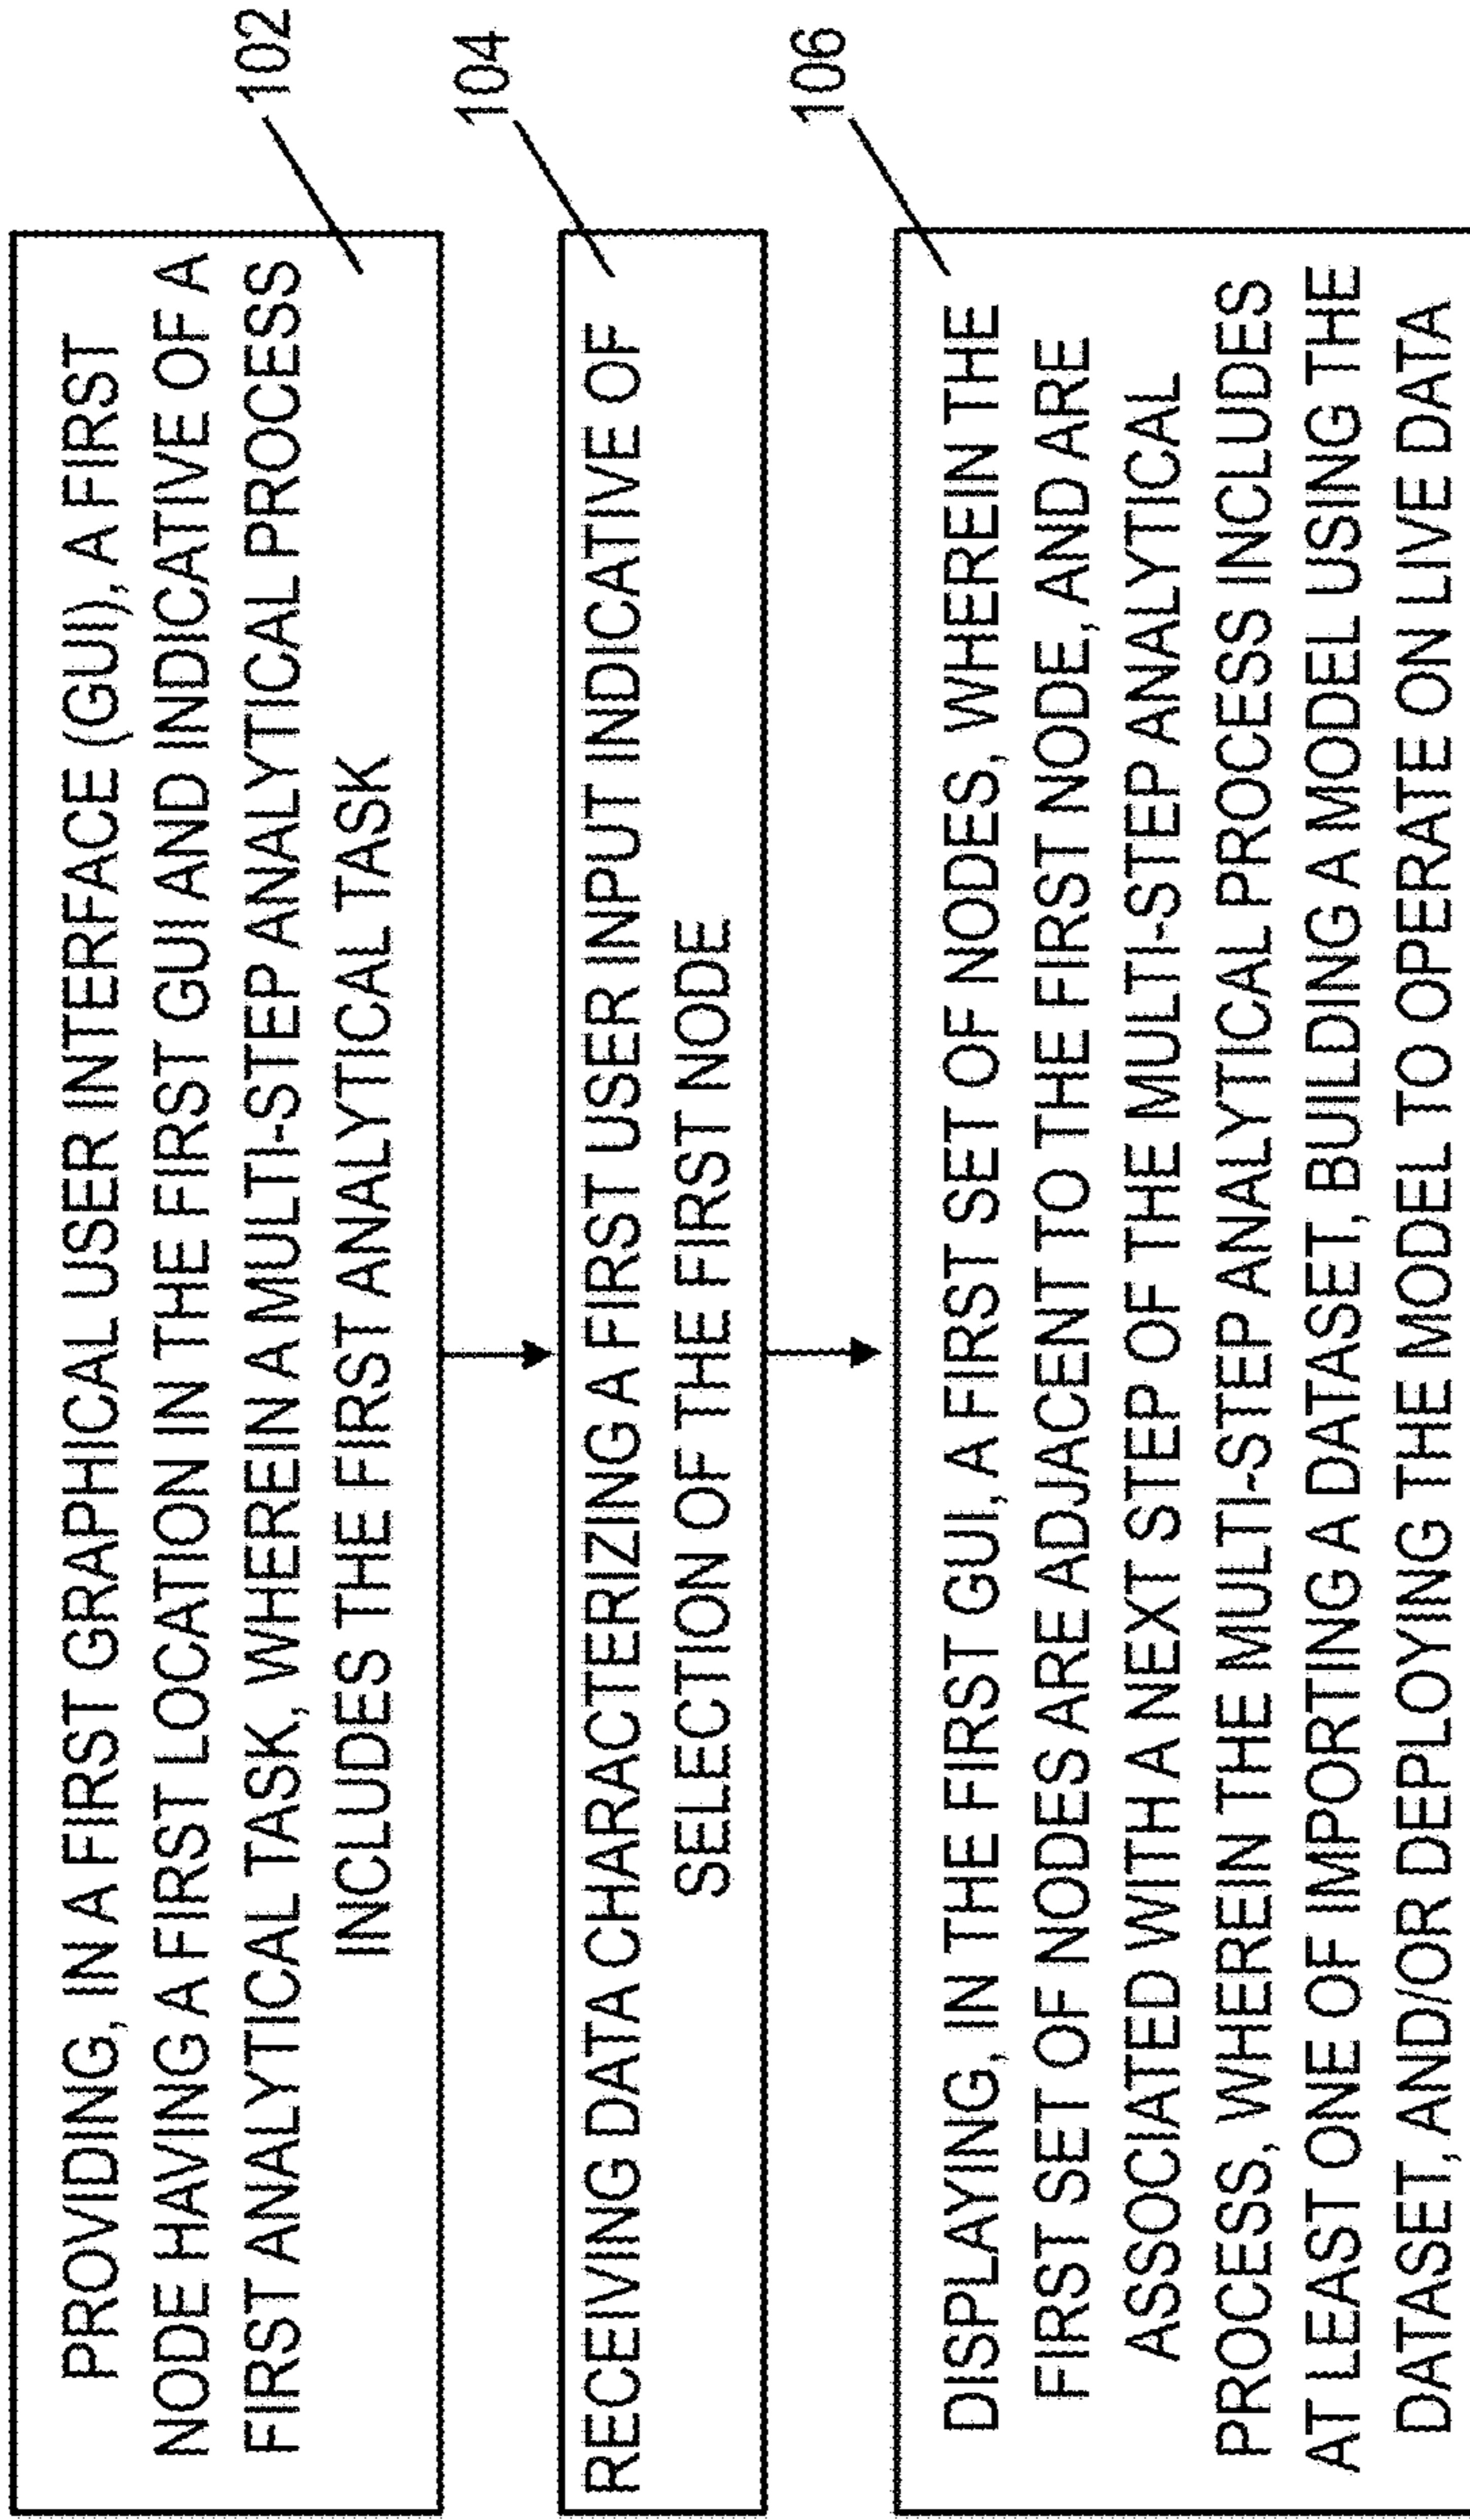 PROVIDING, IN A FIRST GRAPHICAL USER INTERFACE (GUI), A FIRST
NODE HAVING A FIRST LOCATION IN THE FIRST GUI AND INDICATIVE OF A
FIRST ANALYTICAL TASK, WHEREIN A MULTI-STEP ANALYTICAL PROCESS
INCLUDES THE FIRST ANALYTICAL TASK
102
RECEIVING DATA CHARACTERIZING A FIRST USER INPUT INDICATIVE OF
SELECTION OF THE FIRST NODE
104
DISPLAYING, IN THE FIRST GUI, A FIRST SET OF NODES, WHEREIN THE
FIRST SET OF NODES ARE ADJACENT TO THE FIRST NODE, AND ARE
ASSOCIATED WITH A NEXT STEP OF THE MULTI-STEP ANALYTICAL
PROCESS, WHEREIN THE MULTI-STEP ANALYTICAL PROCESS INCLUDES
AT LEAST ONE OF IMPORTING A DATASET, BUILDING A MODEL USING THE
DATASET, AND/OR DEPLOYING THE MODEL TO OPERATE ON LIVE DATA
106